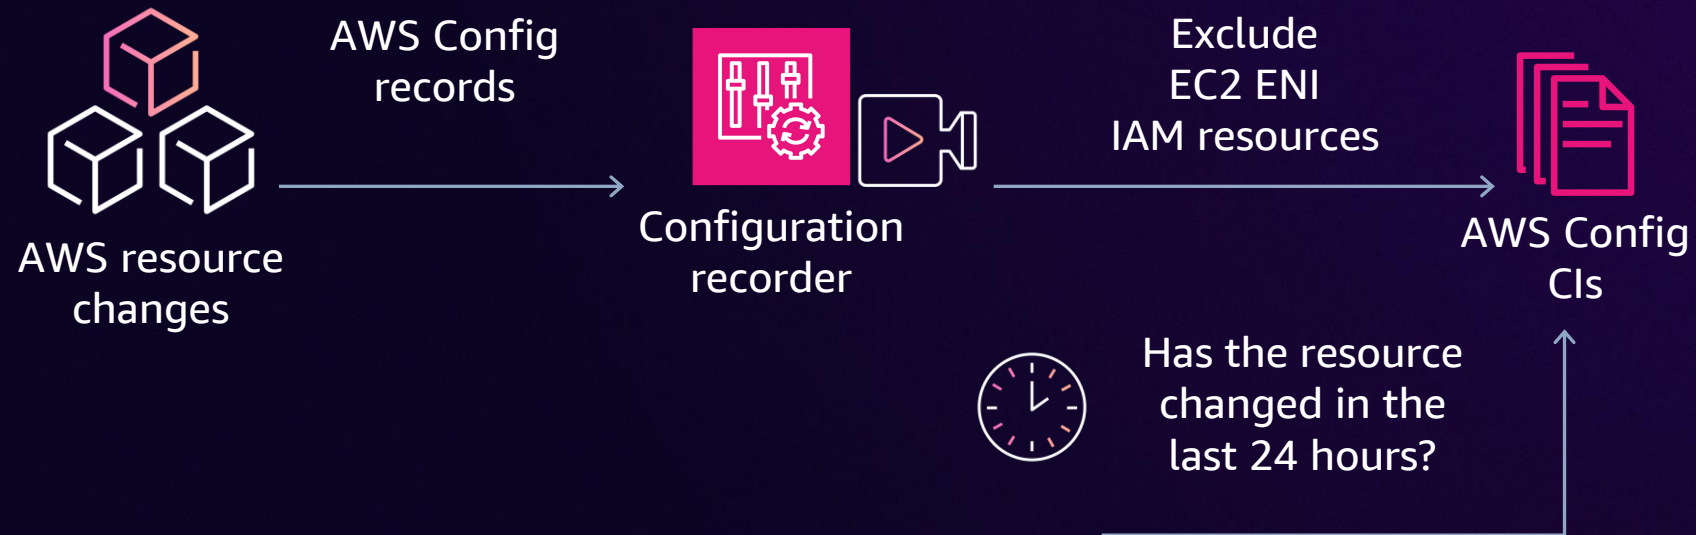 AWS Config
records
Exclude
EC2 ENI
IAM resources
AWS resource
changes
Configuration
recorder
AWS Config
CIs
Has the resource
changed in the
last 24 hours?